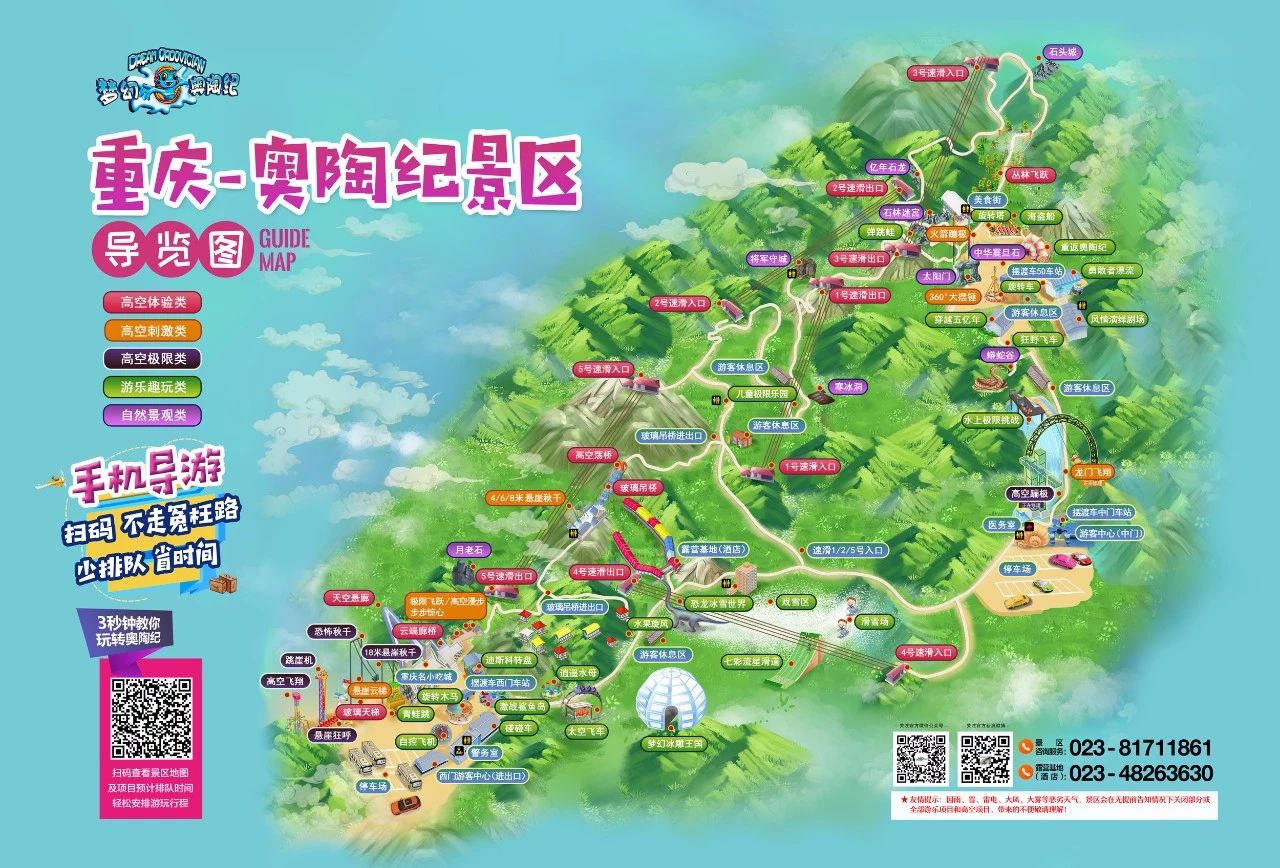 DREAM ORDOVICIAN
梦幻奥陶纪
重庆-奥陶纪景区
导览图
GUIDE
MAP
高空体验类
高空刺激类
高空极限类
游乐趣玩类
自然景观类
手机导游
扫码 不走冤枉路
少排队 省时间
3秒钟教你
玩转奥陶纪
扫码查看景区地图
及项目预计排队时间
轻松安排游玩行程
石头城
3号速滑入口
亿年石龙
丛林飞跃
2号速滑出口
美食街
石林迷宫
旋转塔
海盗船
弹跳蛙
火箭蹦极
中华震旦石
重返奥陶纪
将军守城
3号速滑出口
太阳门
摆渡车5D车站
勇敢者漂流
旋转车
1号速滑出口
360°大摆锤
2号速滑入口
穿越五亿年
游客休息区
风情演绎剧场
狂野飞车
蟒蛇谷
5号速滑入口
游客休息区
寒冰洞
游客休息区
儿童极限乐园
水上极限挑战
游客休息区
玻璃吊桥进出口
高空荡桥
1号速滑入口
龙门飞翔
玻璃吊桥
4/6/8米悬崖秋千
高空蹦极
摆渡车中门车站
医务室
游客中心(中门)
月老石
露营基地(酒店)
速滑1/2/5号入口
停车场
5号速滑出口
4号速滑出口
天空悬廊
极限飞跃/高空漫步
步步惊心
玻璃吊桥进出口
恐龙冰雪世界
戏雪区
恐怖秋千
云端廊桥
水果旋风
滑雪场
18米悬崖秋千
游客休息区
4号速滑入口
跳崖机
迪斯科转盘
七彩流星滑道
重庆名小吃城
摆渡车西门车站
逍遥水母
高空飞翔
悬崖云梯
旋转木马
激战鲨鱼岛
玻璃天梯
青蛙跳
碰碰车
太空飞车
悬崖狂呼
自控飞机
警务室
梦幻冰雕王国
西门游客中心(进出口)
停车场
景区
咨询服务:
023-81711861
露营基地
(酒店):
023-48263630
★友情提示：因雨、雪、雷电、大风、大雾等恶劣天气，景区会在无提前告知情况下关闭部分或
全部游乐项目和高空项目、带来的不便敬请理解！